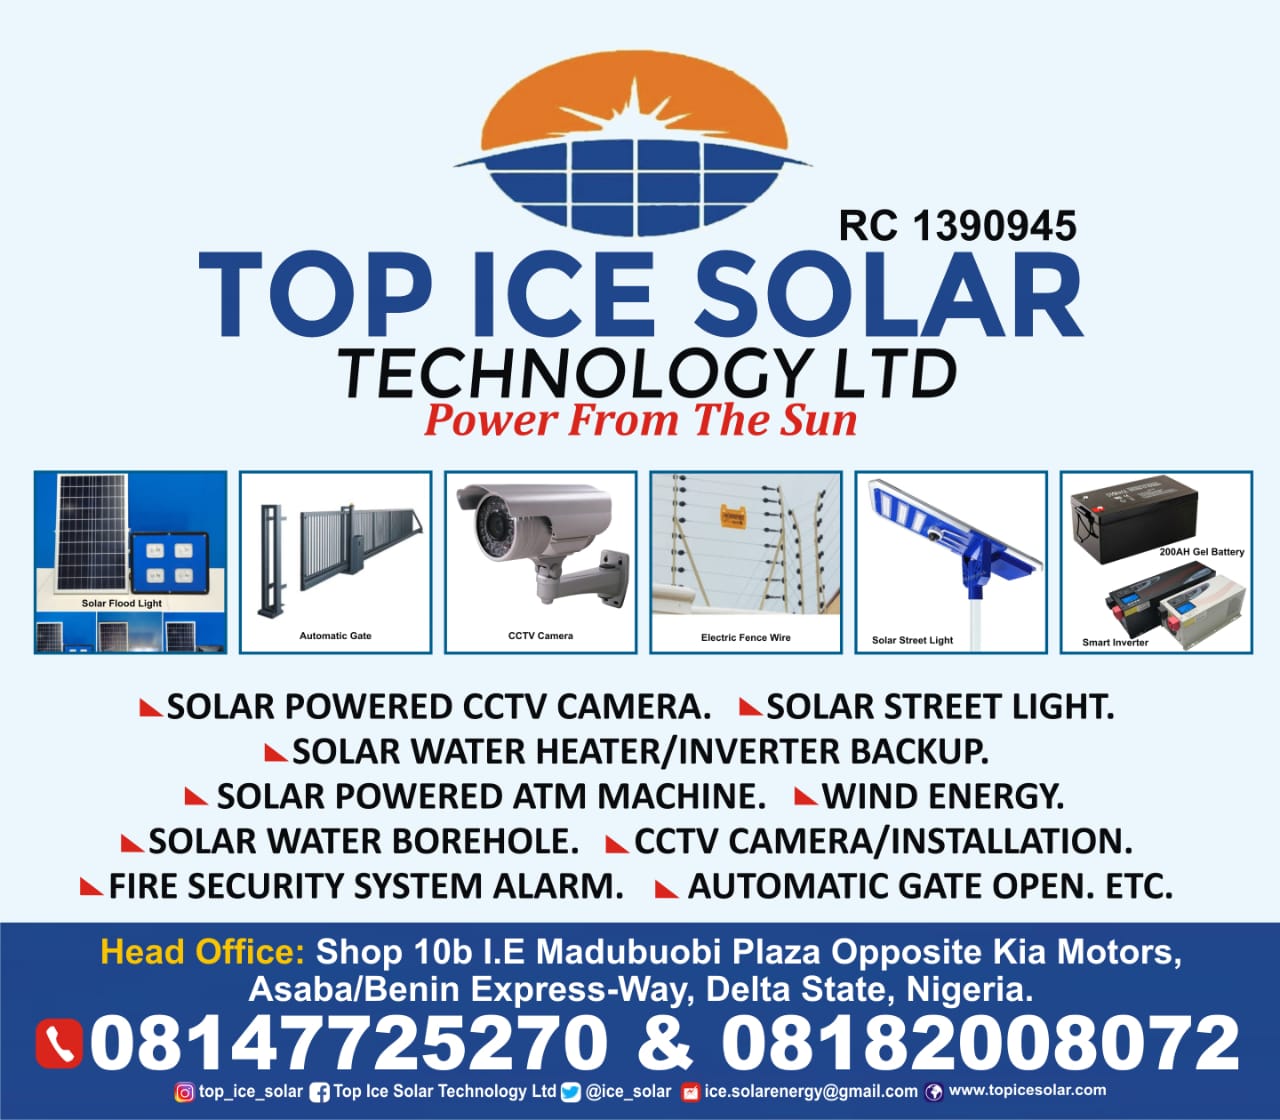 RC 1390945
TOP ICE SOLAR
TECHNOLOGY LTD
Power From The Sun
Solar Flood Light
Automatic Gate
CCTV Camera
Electric Fence Wire
Solar Street Light
200AH Gel Battery
Smart Inverter
SOLAR POWERED CCTV CAMERA. SOLAR STREET LIGHT.
SOLAR WATER HEATER/INVERTER BACKUP.
SOLAR POWERED ATM MACHINE. WIND ENERGY.
SOLAR WATER BOREHOLE. CCTV CAMERA/INSTALLATION.
FIRE SECURITY SYSTEM ALARM. AUTOMATIC GATE OPEN. ETC.
Head Office: Shop 10b I.E Madubuobi Plaza Opposite Kia Motors,
Asaba/Benin Express-Way, Delta State, Nigeria.
08147725270 & 08182008072
top_ice_solar Top Ice Solar Technology Ltd @ice_solar ice.solarenergy@gmail.com www.topicesolar.com